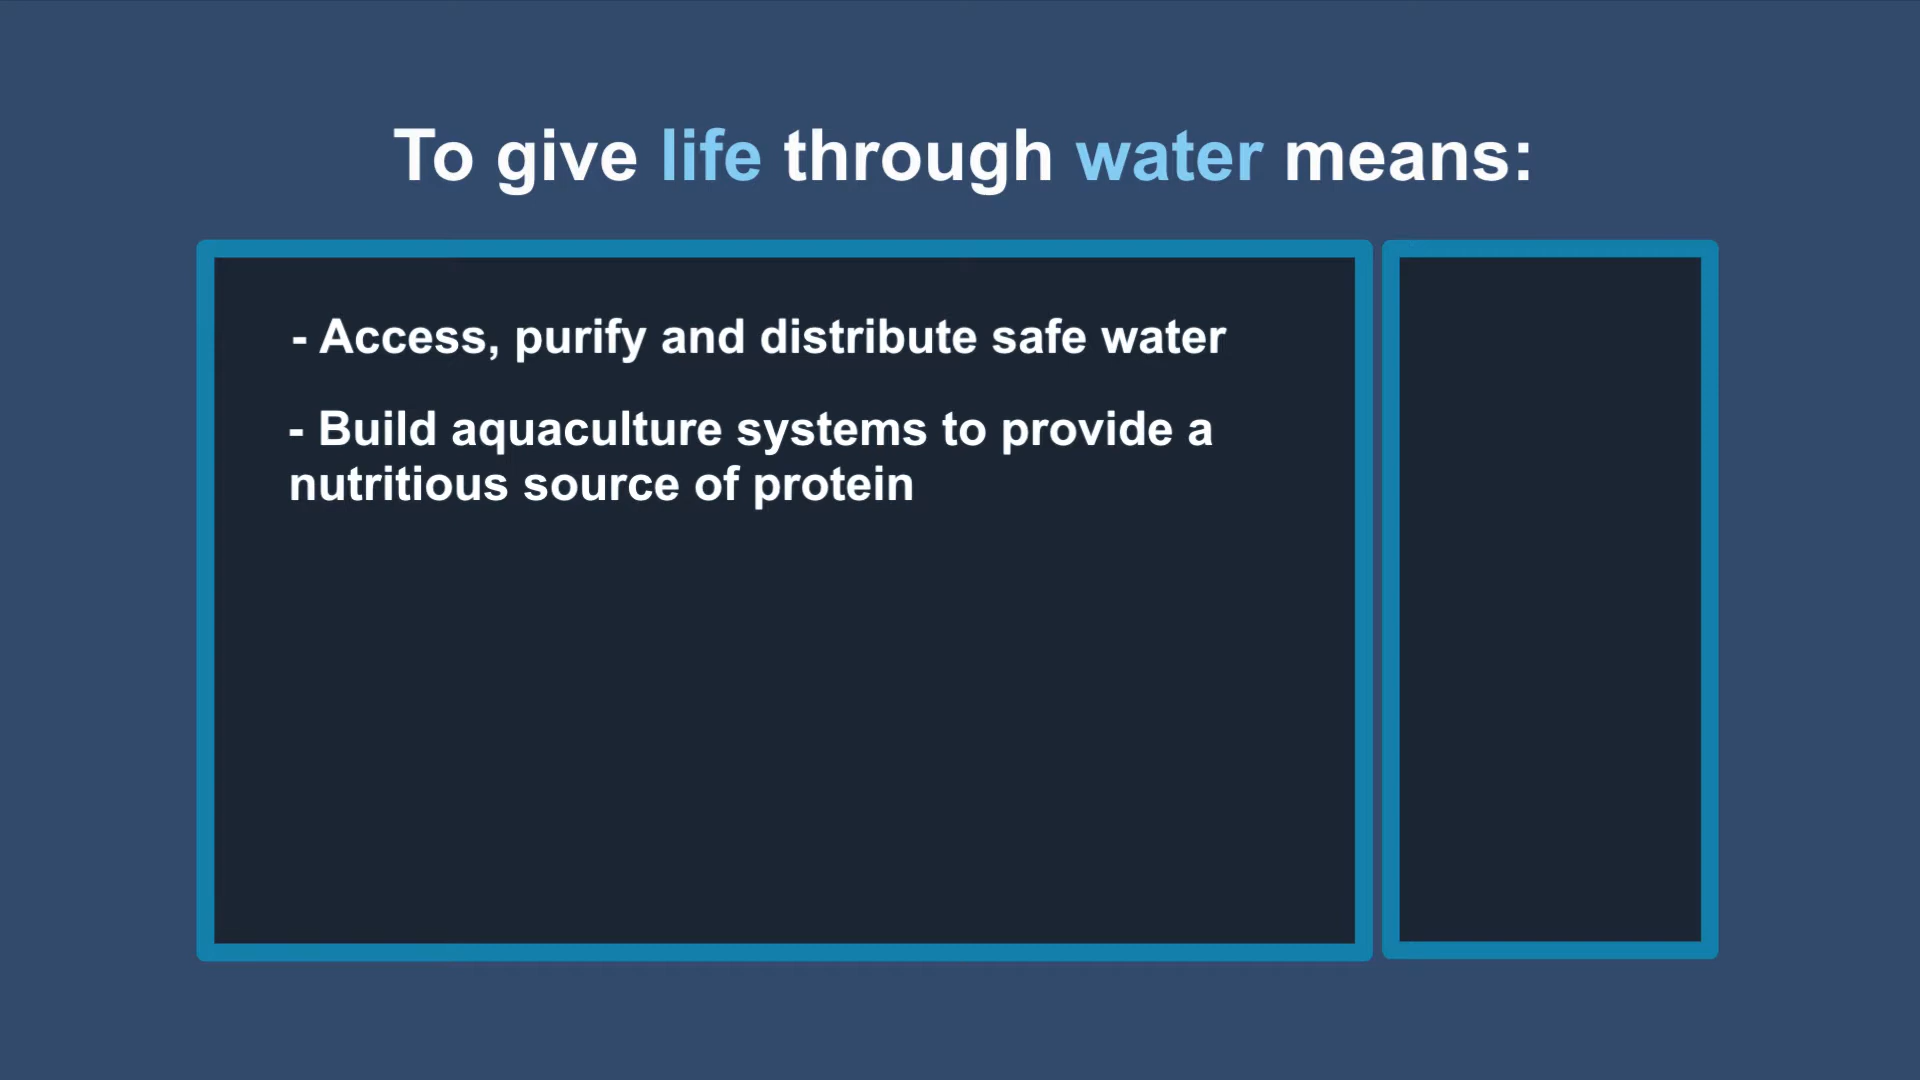 To give life through water means:
- Access, purify and distribute safe water
- Build aquaculture systems to provide a
nutritious source of protein